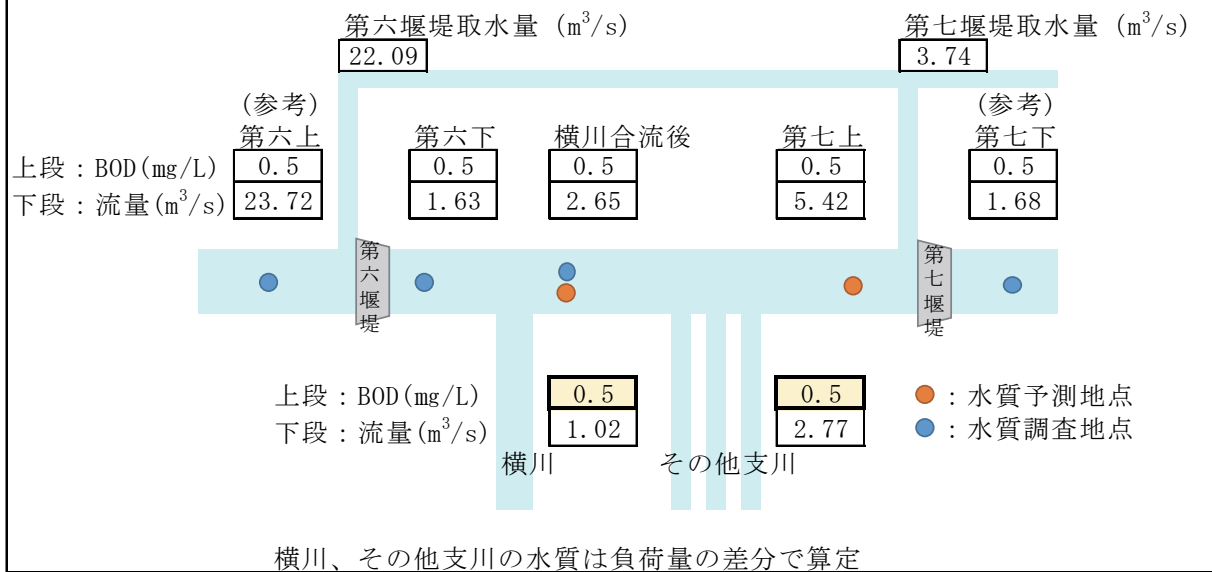 第六堰堤取水量 (m³/s) 第七堰堤取水量 (m³/s)
22.09 3.74
(参考) (参考)
第六上 第六下 横川合流後 第七上 第七下
上段：BOD(mg/L) 0.5 0.5 0.5 0.5 0.5
下段：流量(m³/s) 23.72 1.63 2.65 5.42 1.68
第六堰堤 第七堰堤
上段：BOD(mg/L) 0.5 0.5 ：水質予測地点
下段：流量(m³/s) 1.02 2.77 ：水質調査地点
横川 その他支川
横川、その他支川の水質は負荷量の差分で算定